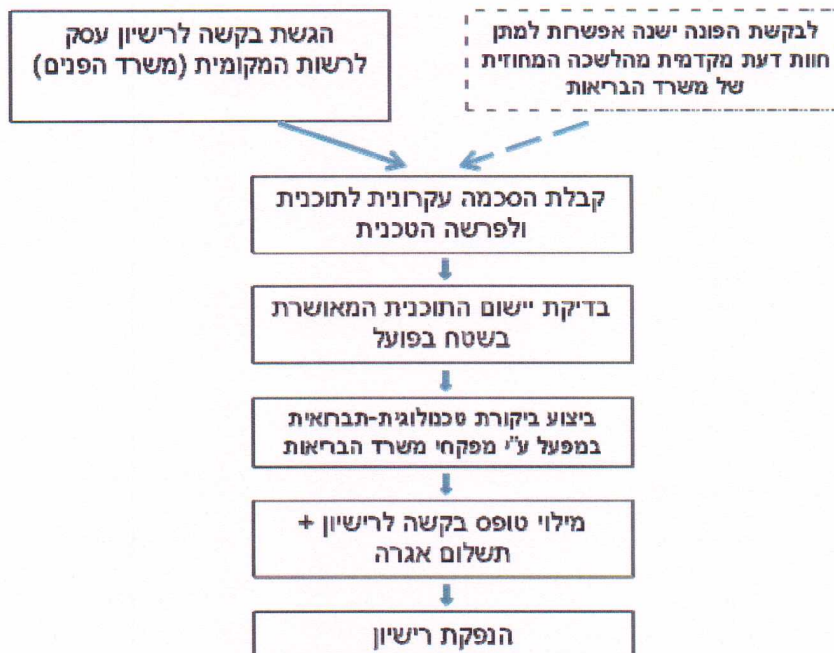 הגשת בקשה לרישיון עסק
לרשות המקומית (משרד הפנים)
לבקשת הפונה ישנה אפשרות למתן
חוות דעת מקדמית מהלשכה המחוזית
של משרד הבריאות
קבלת הסכמה עקרונית לתוכנית
ולפרשה הטכנית
בדיקת יישום התוכנית המאושרת
בשטח בפועל
ביצוע ביקורת טכנולוגית-תברואית
במפעל ע"י מפקחי משרד הבריאות
מילוי טופס בקשה לרישיון +
תשלום אגרה
הנפקת רישיון